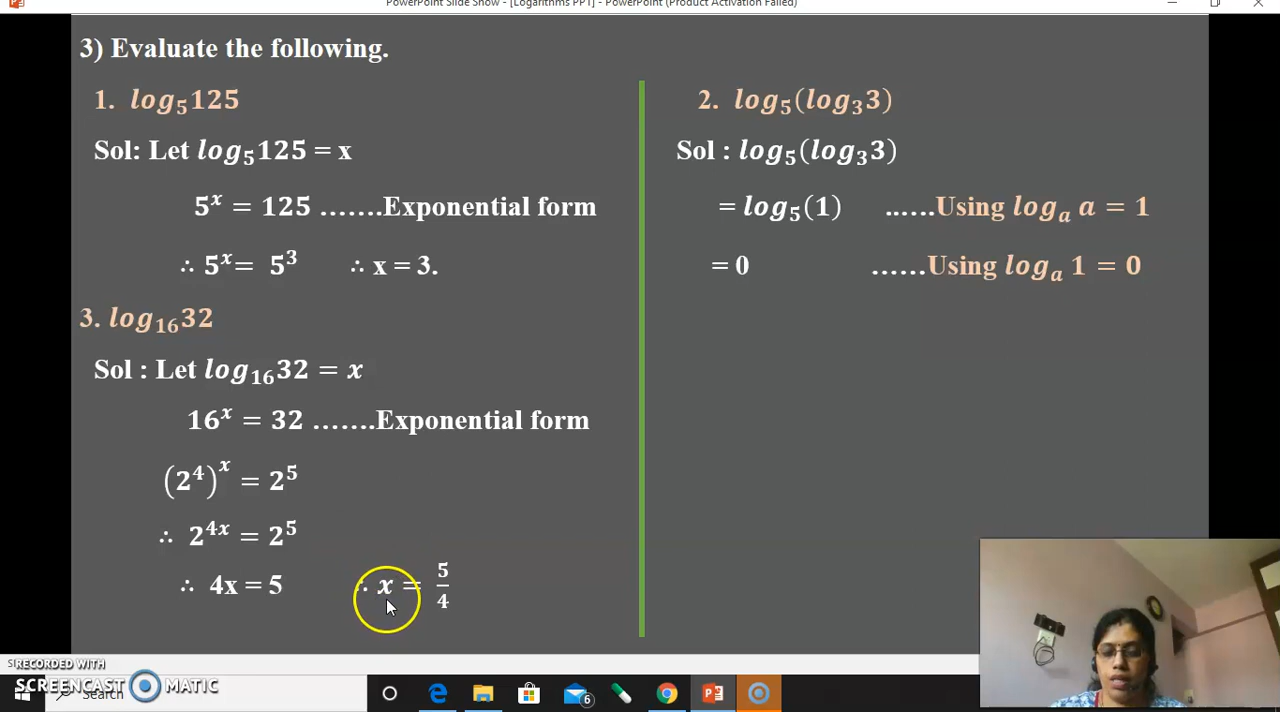 PowerPoint Slide Show - [Logarithms PPT] - PowerPoint (Product Activation Failed)
3) Evaluate the following.
1. log₅125
Sol: Let log₅125 = x
5ˣ = 125 .......Exponential form
∴ 5ˣ= 5³ ∴ x = 3.
3. log₁₆32
Sol : Let log₁₆32 = x
16ˣ = 32 .......Exponential form
(2⁴)ˣ = 2⁵
∴ 2⁴ˣ = 2⁵
∴ 4x = 5 ∴ x = 5/4
2. log₅(log₃3)
Sol : log₅(log₃3)
= log₅(1) ......Using logₐ a = 1
= 0 ......Using logₐ 1 = 0
RECORDED WITH
SCREENCAST MATIC
Search
6